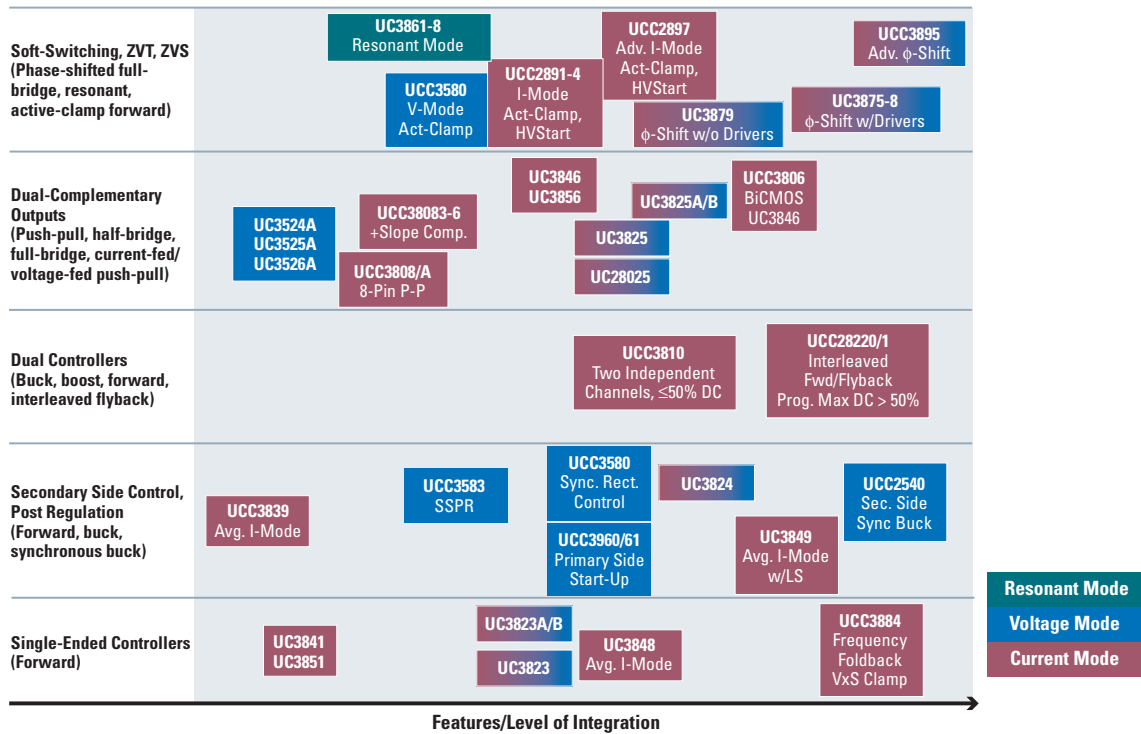 Soft-Switching, ZVT, ZVS
(Phase-shifted full-
bridge, resonant,
active-clamp forward)
UC3861-8
Resonant Mode
UCC3580
V-Mode
Act-Clamp
UCC2891-4
I-Mode
Act-Clamp,
HVStart
UCC2897
Adv. I-Mode
Act-Clamp,
HVStart
UC3879
ϕ-Shift w/o Drivers
UCC3895
Adv. ϕ-Shift
UC3875-8
ϕ-Shift w/Drivers
Dual-Complementary
Outputs
(Push-pull, half-bridge,
full-bridge, current-fed/
voltage-fed push-pull)
UC3524A
UC3525A
UC3526A
UCC38083-6
+Slope Comp.
UCC3808/A
8-Pin P-P
UC3846
UC3856
UC3825A/B
UC3825
UC28025
UCC3806
BiCMOS
UC3846
Dual Controllers
(Buck, boost, forward,
interleaved flyback)
UCC3810
Two Independent
Channels, ≤50% DC
UCC28220/1
Interleaved
Fwd/Flyback
Prog. Max DC > 50%
Secondary Side Control,
Post Regulation
(Forward, buck,
synchronous buck)
UCC3839
Avg. I-Mode
UCC3583
SSPR
UCC3580
Sync. Rect.
Control
UCC3960/61
Primary Side
Start-Up
UC3824
UC3849
Avg. I-Mode
w/LS
UCC2540
Sec. Side
Sync Buck
Single-Ended Controllers
(Forward)
UC3841
UC3851
UC3823A/B
UC3823
UC3848
Avg. I-Mode
UCC3884
Frequency
Foldback
VxS Clamp
Resonant Mode
Voltage Mode
Current Mode
Features/Level of Integration